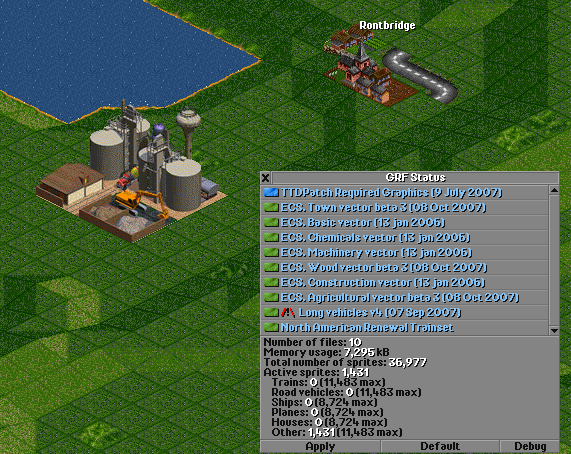 Rontbridge
X GRF Status
TTDPatch Required Graphics (9 July 2007)
ECS. Town vector beta 3 (08 Oct 2007)
ECS. Basic vector (13 jan 2006)
ECS. Chemicals vector (13 jan 2006)
ECS. Machinery vector (13 jan 2006)
ECS. Wood vector beta 3 (08 Oct 2007)
ECS. Construction vector (13 jan 2006)
ECS. Agricultural vector beta 3 (08 Oct 2007)
Long vehicles v4 (07 Sep 2007)
North American Renewal Trainset
Number of files: 10
Memory usage: 7,295 kB
Total number of sprites: 36,977
Active sprites: 1,431
Trains: 0 (11,483 max)
Road vehicles: 0 (11,483 max)
Ships: 0 (8,724 max)
Planes: 0 (8,724 max)
Houses: 0 (8,724 max)
Other: 1,431 (11,483 max)
Apply Default Debug